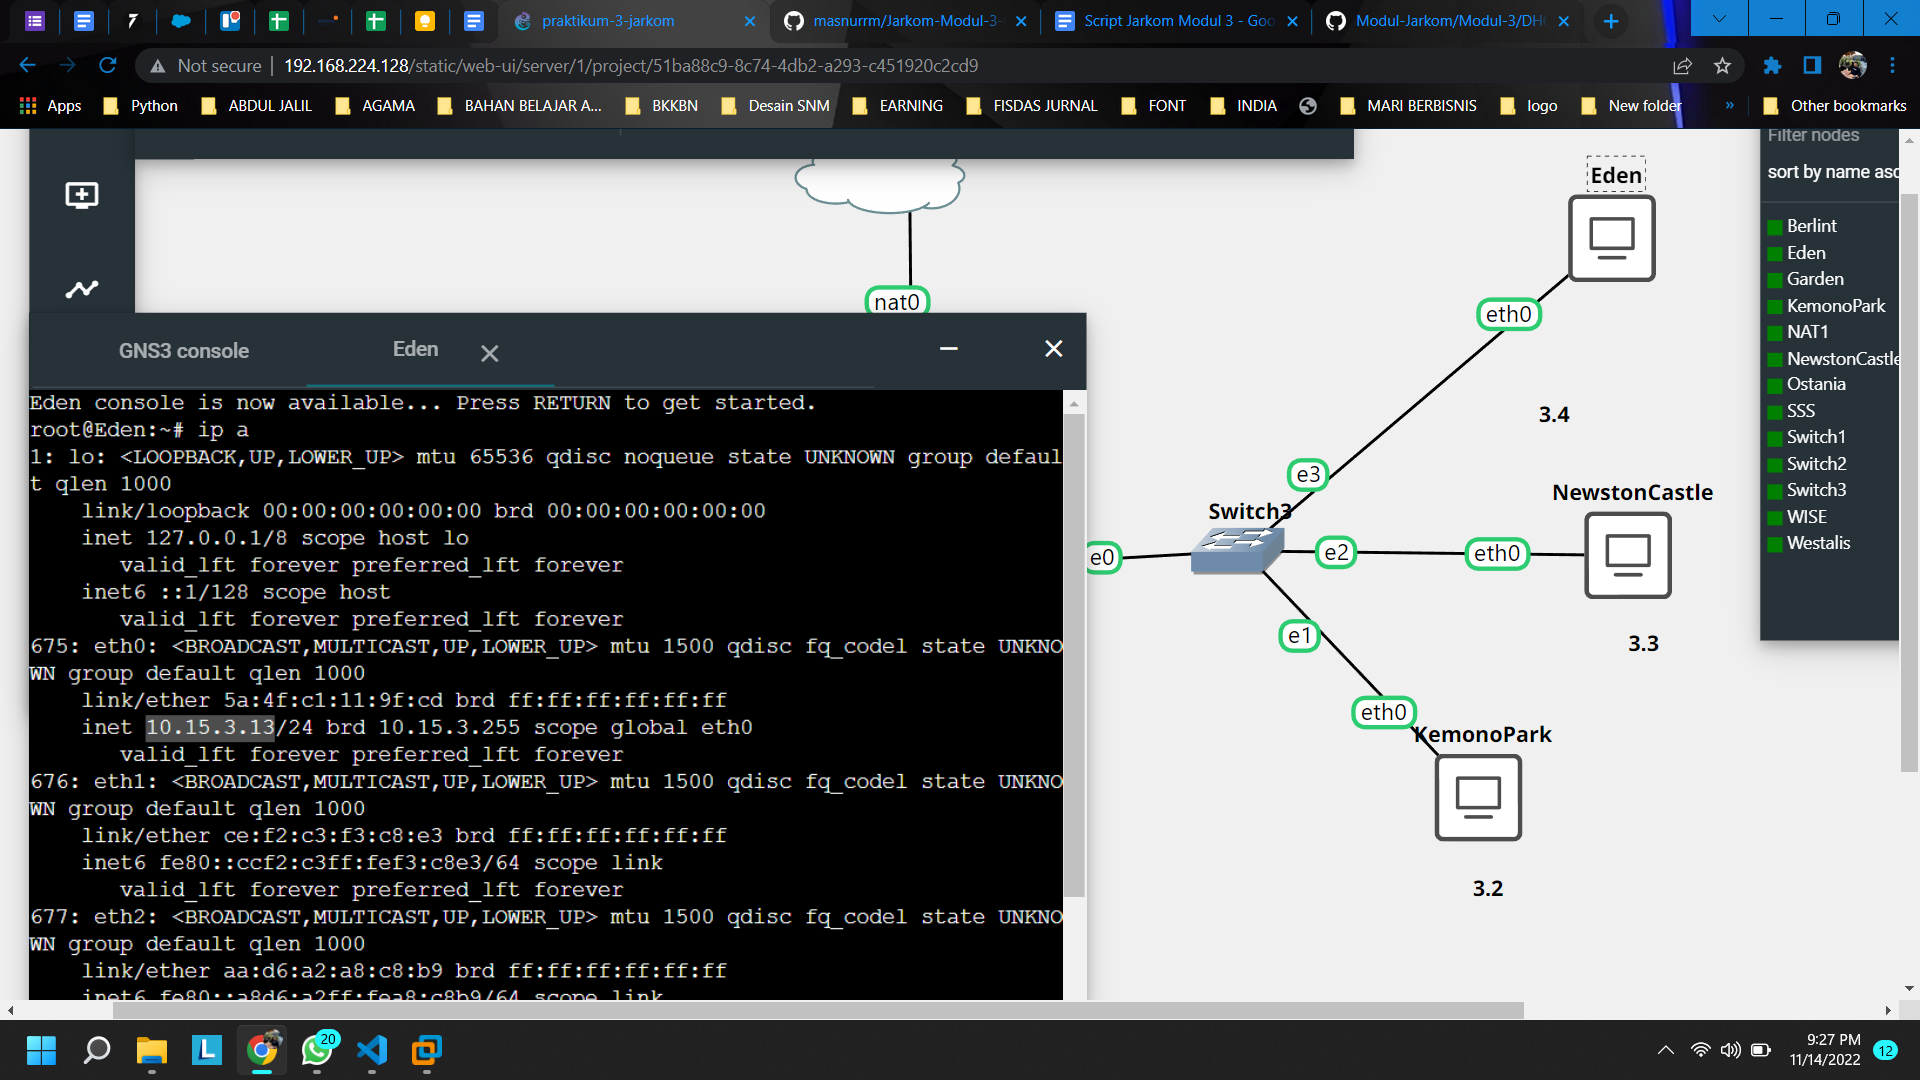 praktikum-3-jarkom
masnurrm/Jarkom-Modul-3-
Script Jarkom Modul 3 - Goo
Modul-Jarkom/Modul-3/DH
Not secure
192.168.224.128/static/web-ui/server/1/project/51ba88c9-8c74-4db2-a293-c451920c2cd9
Apps
Python
ABDUL JALIL
AGAMA
BAHAN BELAJAR A...
BKKBN
Desain SNM
EARNING
FISDAS JURNAL
FONT
INDIA
MARI BERBISNIS
logo
New folder
»
Other bookmarks
Filter nodes
sort by name asc
Berlint
Eden
Garden
KemonoPark
NAT1
NewstonCastle
Ostania
SSS
Switch1
Switch2
Switch3
WISE
Westalis
nat0
Eden
eth0
3.4
e3
Switch3
NewstonCastle
e0
e2
eth0
e1
3.3
eth0
KemonoPark
3.2
GNS3 console
Eden
Eden console is now available... Press RETURN to get started.
root@Eden:~# ip a
1: lo: <LOOPBACK,UP,LOWER_UP> mtu 65536 qdisc noqueue state UNKNOWN group defaul
t qlen 1000
link/loopback 00:00:00:00:00:00 brd 00:00:00:00:00:00
inet 127.0.0.1/8 scope host lo
valid_lft forever preferred_lft forever
inet6 ::1/128 scope host
valid_lft forever preferred_lft forever
675: eth0: <BROADCAST,MULTICAST,UP,LOWER_UP> mtu 1500 qdisc fq_codel state UNKNO
WN group default qlen 1000
link/ether 5a:4f:c1:11:9f:cd brd ff:ff:ff:ff:ff:ff
inet 10.15.3.13/24 brd 10.15.3.255 scope global eth0
valid_lft forever preferred_lft forever
676: eth1: <BROADCAST,MULTICAST,UP,LOWER_UP> mtu 1500 qdisc fq_codel state UNKNO
WN group default qlen 1000
link/ether ce:f2:c3:f3:c8:e3 brd ff:ff:ff:ff:ff:ff
inet6 fe80::ccf2:c3ff:fef3:c8e3/64 scope link
valid_lft forever preferred_lft forever
677: eth2: <BROADCAST,MULTICAST,UP,LOWER_UP> mtu 1500 qdisc fq_codel state UNKNO
WN group default qlen 1000
link/ether aa:d6:a2:a8:c8:b9 brd ff:ff:ff:ff:ff:ff
inet6 fe80::a8d6:a2ff:fea8:c8b9/64 scope link
20
9:27 PM
11/14/2022
12